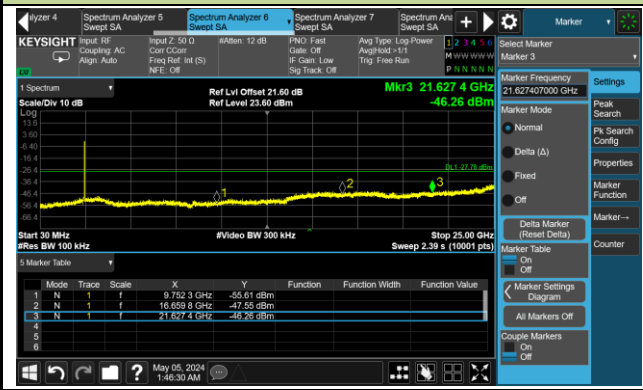 alyzer 4
Spectrum Analyzer 5
Swept SA
Spectrum Analyzer 6
Swept SA
Spectrum Analyzer 7
Swept SA
Spectrum Ana
Swept SA
Marker
KEYSIGHT
Input: RF
Coupling: AC
Align: Auto
Input Z: 50 Ω
Corr CCorr
Freq Ref: Int (S)
NFE: Off
#Atten: 12 dB
PNO: Fast
Gate: Off
IF Gain: Low
Sig Track: Off
Avg Type: Log-Power
Avg|Hold:>1/1
Trig: Free Run
1 2 3 4 5 6
M W W W W W
P N N N N N
Select Marker
Marker 3
1 Spectrum
Scale/Div 10 dB
Ref Lvl Offset 21.60 dB
Ref Level 23.60 dBm
Mkr3 21.627 4 GHz
-46.26 dBm
Log
13.6
3.60
-6.40
-16.4
-26.4
-36.4
-46.4
-56.4
-66.4
DL1 -27.78 dBm
1
2
3
Start 30 MHz
#Res BW 100 kHz
#Video BW 300 kHz
Stop 25.00 GHz
Sweep 2.39 s (10001 pts)
5 Marker Table
Mode Trace Scale X Y Function Function Width Function Value
1 N 1 f 9.752 3 GHz -55.61 dBm
2 N 1 f 16.659 8 GHz -47.55 dBm
3 N 1 f 21.627 4 GHz -46.26 dBm
4
5
6
Marker Frequency
21.627407000 GHz
Marker Mode
Normal
Delta (Δ)
Fixed
Off
Delta Marker
(Reset Delta)
Marker Table
On
Off
Marker Settings
Diagram
All Markers Off
Couple Markers
On
Off
Settings
Peak
Search
Pk Search
Config
Properties
Marker
Function
Marker→
Counter
May 05, 2024
1:46:30 AM